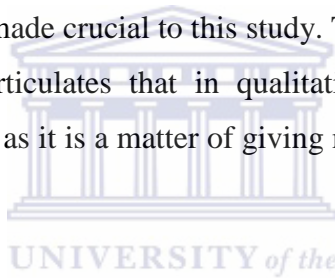 made crucial to this study. T
rticulates that in qualitati
as it is a matter of giving
UNIVERSITY of the